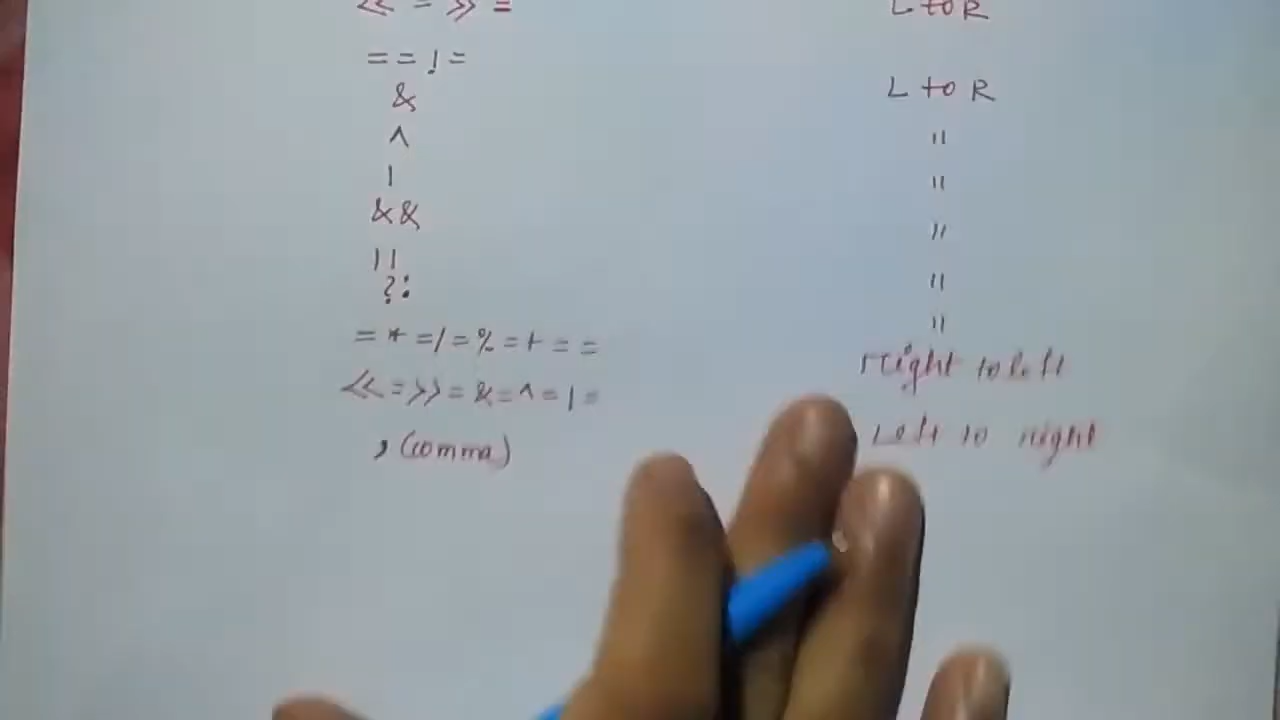 << = >> = L to R
== != L to R
&
^ "
| "
&& "
|| "
?: "
= * = / = % = + = = "
<< = >> = & = ^ = | = Right to left
, (comma) Left to right